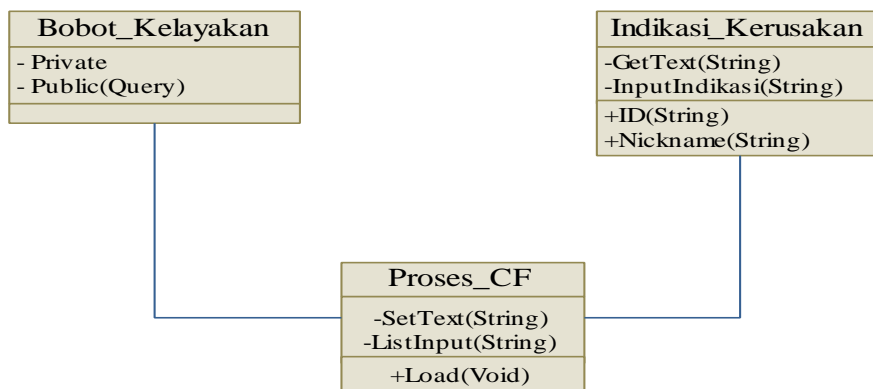 Bobot_Kelayakan
- Private
- Public(Query)
Indikasi_Kerusakan
-GetText(String)
-InputIndikasi(String)
+ID(String)
+Nickname(String)
Proses_CF
-SetText(String)
-ListInput(String)
+Load(Void)